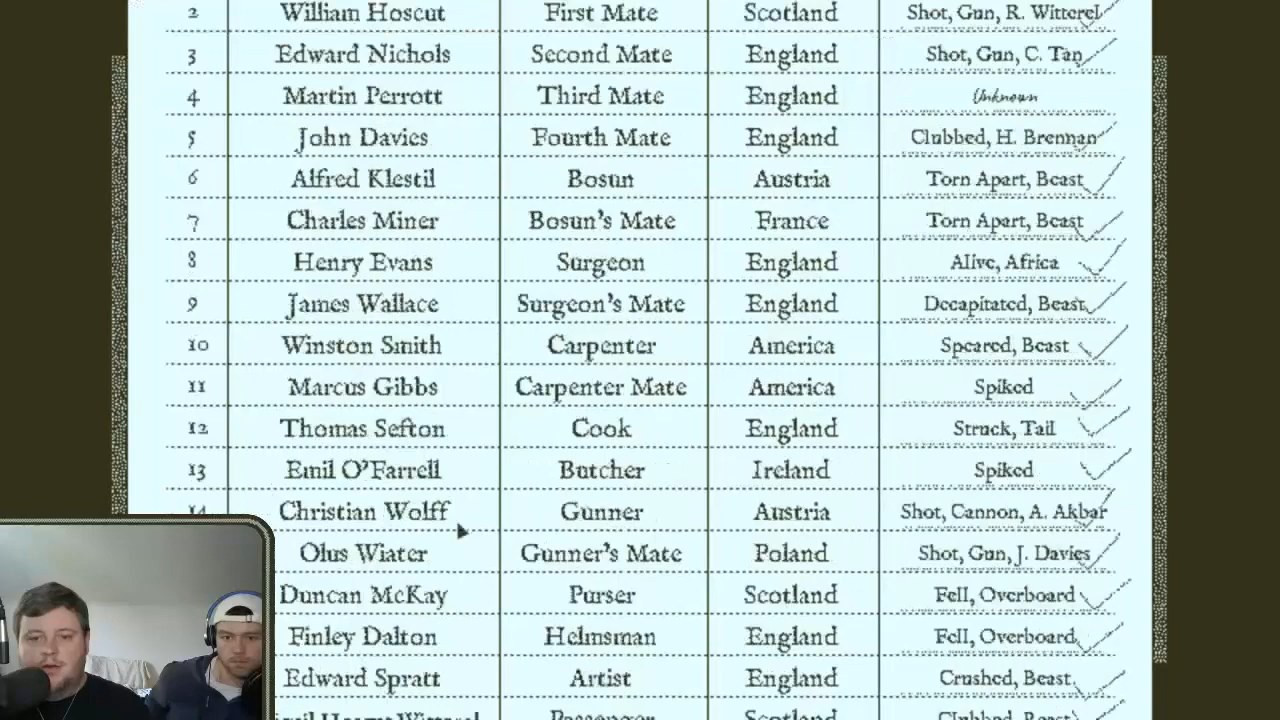 2 William Hoscut First Mate Scotland Shot, Gun, R. Witterel
3 Edward Nichols Second Mate England Shot, Gun, C. Tan
4 Martin Perrott Third Mate England Unknown
5 John Davies Fourth Mate England Clubbed, H. Brennan
6 Alfred Klestil Bosun Austria Torn Apart, Beast
7 Charles Miner Bosun's Mate France Torn Apart, Beast
8 Henry Evans Surgeon England Alive, Africa
9 James Wallace Surgeon's Mate England Decapitated, Beast
10 Winston Smith Carpenter America Speared, Beast
11 Marcus Gibbs Carpenter Mate America Spiked
12 Thomas Sefton Cook England Struck, Tail
13 Emil O'Farrell Butcher Ireland Spiked
14 Christian Wolff Gunner Austria Shot, Cannon, A. Akbar
Olus Wiater Gunner's Mate Poland Shot, Gun, J. Davies
Duncan McKay Purser Scotland Fell, Overboard
Finley Dalton Helmsman England Fell, Overboard
Edward Spratt Artist England Crushed, Beast
Passenger Scotland Clubbed, Beast